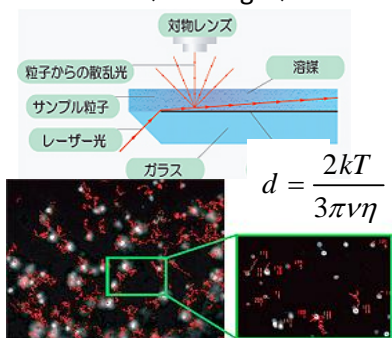 対物レンズ
粒子からの散乱光
溶媒
サンプル粒子
レーザー光
ガラス
d = 2kT / 3πνη